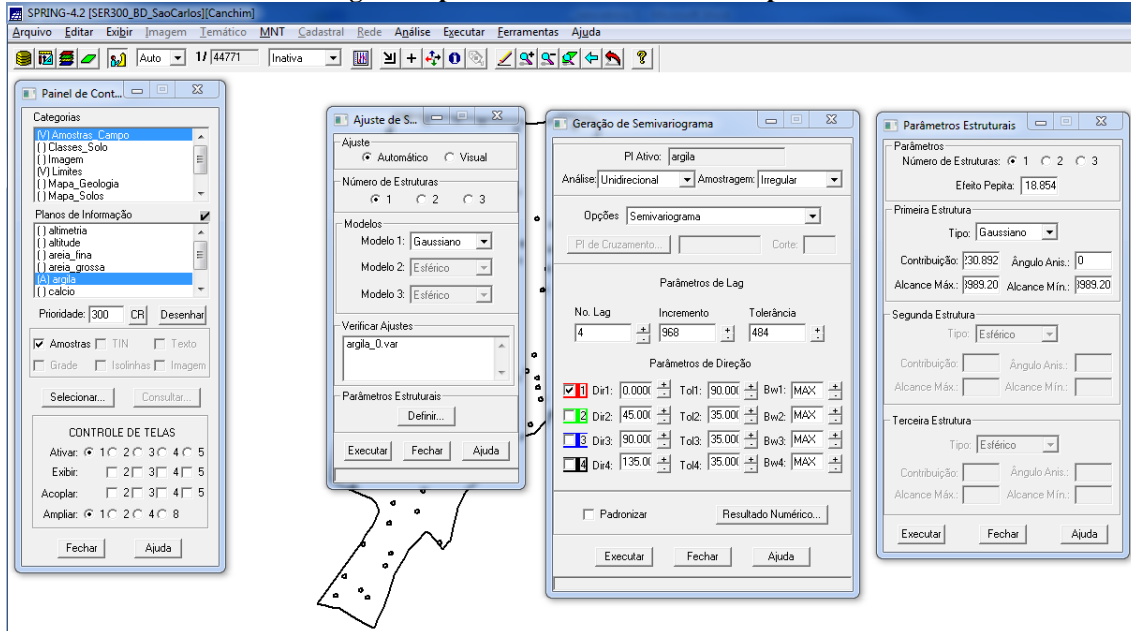 SPRING-4.2 [SER300_BD_SaoCarlos][Canchim]
Arquivo Editar Exibir Imagem Temático MNT Cadastral Rede Análise Executar Ferramentas Ajuda
Auto 1/ 44771 Inativa
Painel de Cont...
Categorias
(V) Amostras_Campo
() Classes_Solo
() Imagem
(V) Limites
() Mapa_Geologia
() Mapa_Solos
Planos de Informação
() altimetria
() altitude
() areia_fina
() areia_grossa
(A) argila
() calcio
Prioridade: 300 CR Desenhar
Amostras TIN Texto
Grade Isolinhas Imagem
Selecionar... Consultar...
CONTROLE DE TELAS
Ativar: 1 2 3 4 5
Exibir: 2 3 4 5
Acoplar: 2 3 4 5
Ampliar: 1 2 4 8
Fechar Ajuda
Ajuste de S...
Ajuste
Automático Visual
Número de Estruturas
1 2 3
Modelos
Modelo 1: Gaussiano
Modelo 2: Esférico
Modelo 3: Esférico
Verificar Ajustes
argila_0.var
Parâmetros Estruturais
Definir...
Executar Fechar Ajuda
Geração de Semivariograma
PI Ativo: argila
Análise: Unidirecional Amostragem: Irregular
Opções Semivariograma
PI de Cruzamento... Corte:
Parâmetros de Lag
No. Lag Incremento Tolerância
4 968 484
Parâmetros de Direção
1 Dir1: 0.000( Tol1: 90.00 Bw1: MAX
2 Dir2: 45.00( Tol2: 35.00 Bw2: MAX
3 Dir3: 90.00( Tol3: 35.00 Bw3: MAX
4 Dir4: 135.0( Tol4: 35.00 Bw4: MAX
Padronizar Resultado Numérico...
Executar Fechar Ajuda
Parâmetros Estruturais
Parâmetros
Número de Estruturas: 1 2 3
Efeito Pepita: 18.854
Primeira Estrutura
Tipo: Gaussiano
Contribuição: 230.892 Ângulo Anis.: 0
Alcance Máx.: 3989.20 Alcance Mín.: 3989.20
Segunda Estrutura
Tipo: Esférico
Contribuição: Ângulo Anis.:
Alcance Máx.: Alcance Mín.:
Terceira Estrutura
Tipo: Esférico
Contribuição: Ângulo Anis.:
Alcance Máx.: Alcance Mín.:
Executar Fechar Ajuda